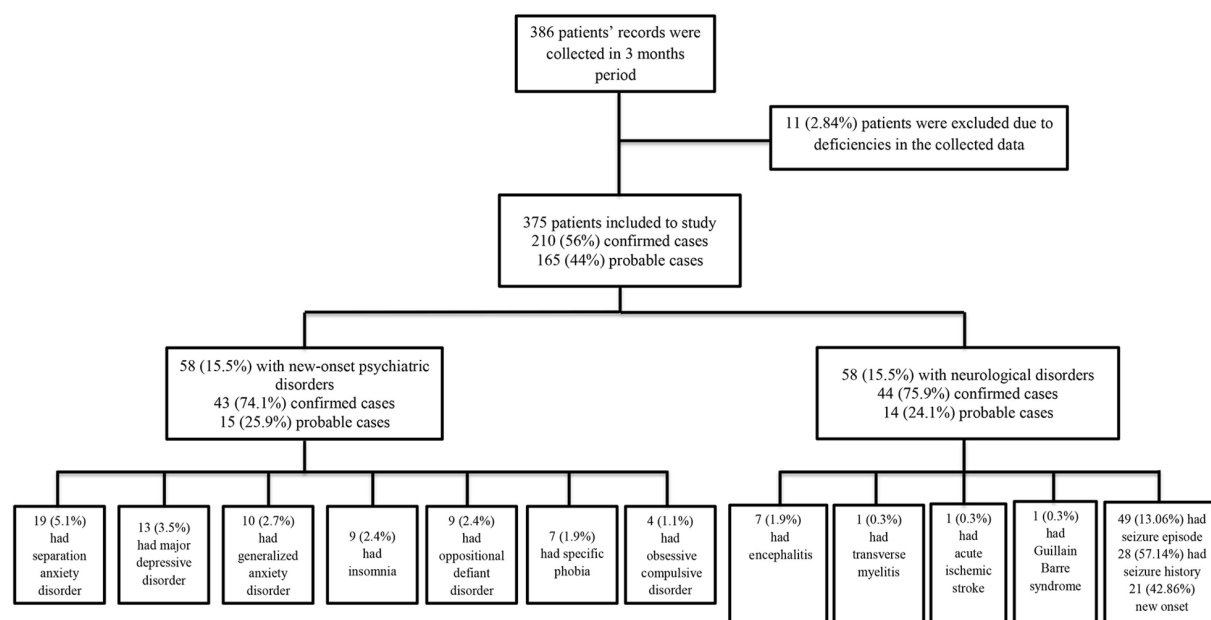 386 patients' records were
collected in 3 months
period
11 (2.84%) patients were excluded due to
deficiencies in the collected data
375 patients included to study
210 (56%) confirmed cases
165 (44%) probable cases
58 (15.5%) with new-onset psychiatric
disorders
43 (74.1%) confirmed cases
15 (25.9%) probable cases
58 (15.5%) with neurological disorders
44 (75.9%) confirmed cases
14 (24.1%) probable cases
19 (5.1%)
had
separation
anxiety
disorder
13 (3.5%)
had major
depressive
disorder
10 (2.7%)
had
generalized
anxiety
disorder
9 (2.4%)
had
insomnia
9 (2.4%)
had
oppositional
defiant
disorder
7 (1.9%)
had specific
phobia
4 (1.1%)
had
obsessive
compulsive
disorder
7 (1.9%)
had
encephalitis
1 (0.3%)
had
transverse
myelitis
1 (0.3%)
had
acute
ischemic
stroke
1 (0.3%)
had
Guillain
Barre
syndrome
49 (13.06%) had
seizure episode
28 (57.14%) had
seizure history
21 (42.86%)
new onset